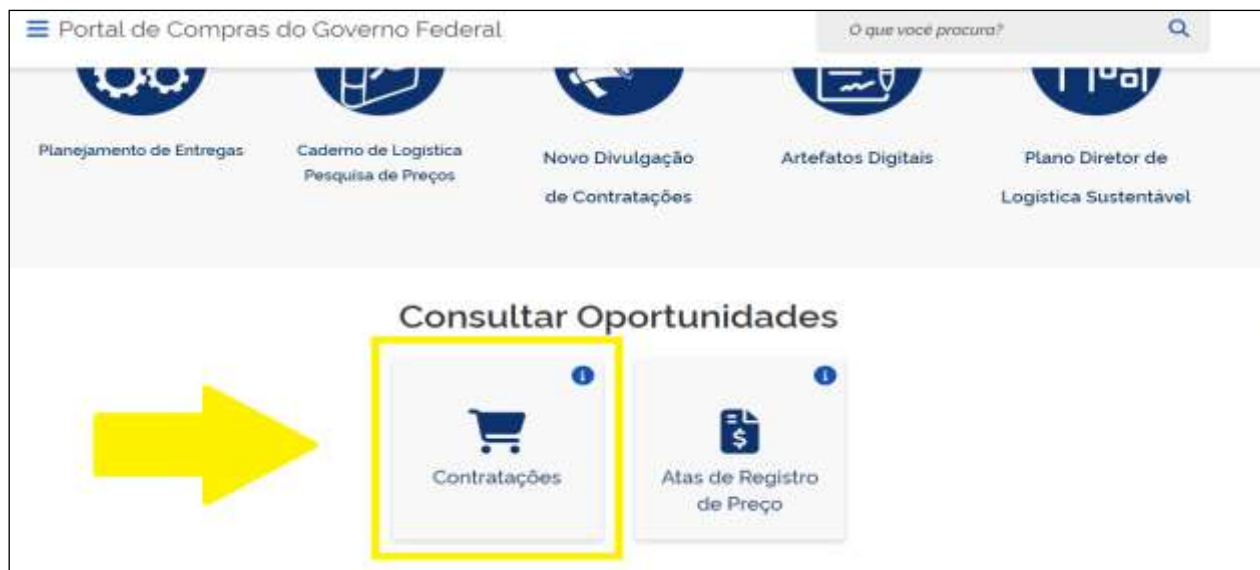 Portal de Compras do Governo Federal
O que você procura?
Planejamento de Entregas
Caderno de Logística
Pesquisa de Preços
Novo Divulgação
de Contratações
Artefatos Digitais
Plano Diretor de
Logística Sustentável
Consultar Oportunidades
Contratações
Atas de Registro
de Preço